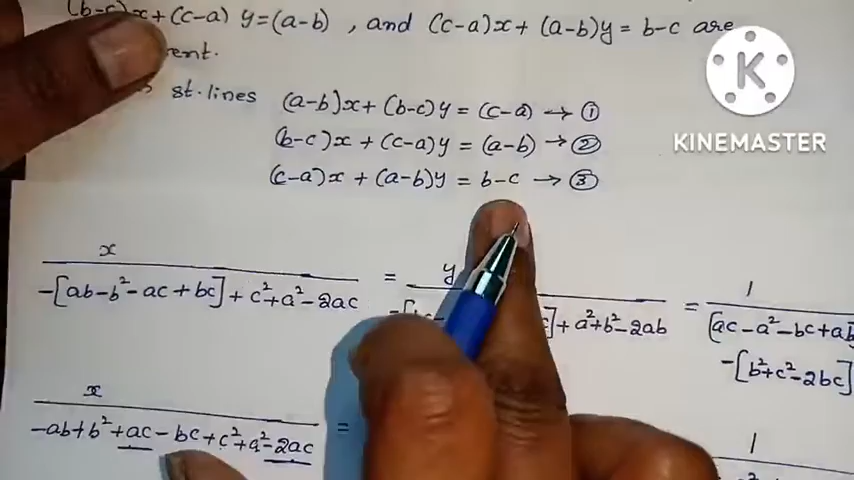 (b-c)x+(c-a) y=(a-b) , and (c-a)x+(a-b)y = b-c are
st.lines (a-b)x+(b-c)y = (c-a) → ①
(b-c)x+(c-a)y = (a-b) → ②
(c-a)x+(a-b)y = b-c → ③
x = y = 1
-[ab-b²-ac+bc]+c²+a²-2ac ]+a²+b²-2ab [ac-a²-bc+ab
-[b²+c²-2bc]
x = 1
-ab+b²+ac-bc+c²+a²-2ac
K
KINEMASTER